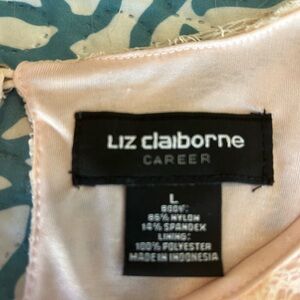 Liz claiborne
CAREER
L
BODY:
86% NYLON
14% SPANDEX
LINING:
100% POLYESTER
MADE IN INDONESIA